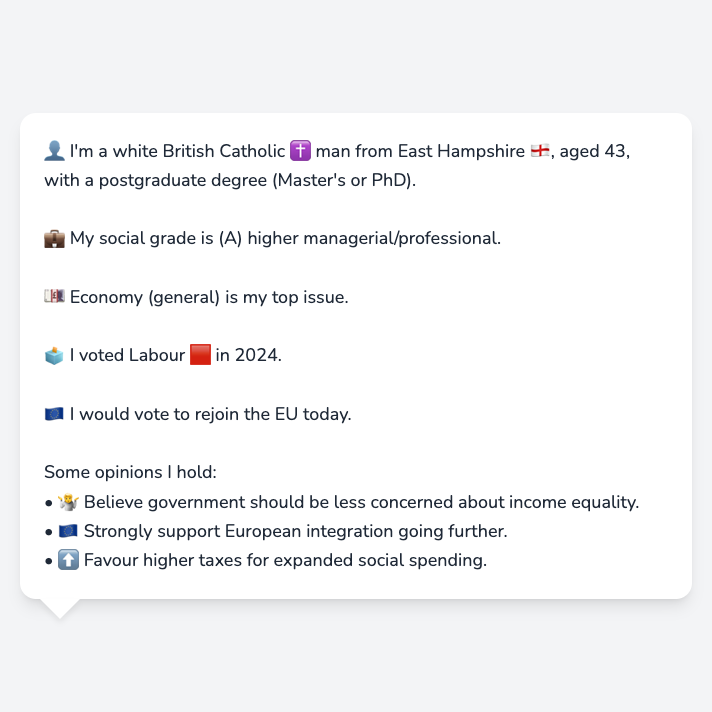 👤 I'm a white British Catholic ✝️ man from East Hampshire 🏴󠁧󠁢󠁥󠁮󠁧󠁿, aged 43,
with a postgraduate degree (Master's or PhD).
💼 My social grade is (A) higher managerial/professional.
💷 Economy (general) is my top issue.
🗳️ I voted Labour 🟥 in 2024.
🇪🇺 I would vote to rejoin the EU today.
Some opinions I hold:
• 🤷 Believe government should be less concerned about income equality.
• 🇪🇺 Strongly support European integration going further.
• ⬆️ Favour higher taxes for expanded social spending.